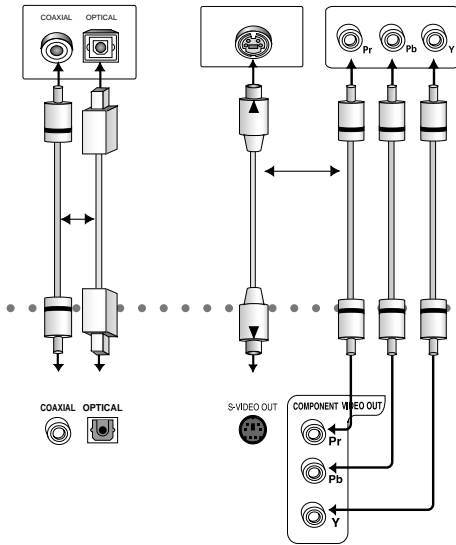 COAXIAL OPTICAL
Pr Pb Y
COAXIAL OPTICAL
S-VIDEO OUT
COMPONENT VIDEO OUT
Pr
Pb
Y